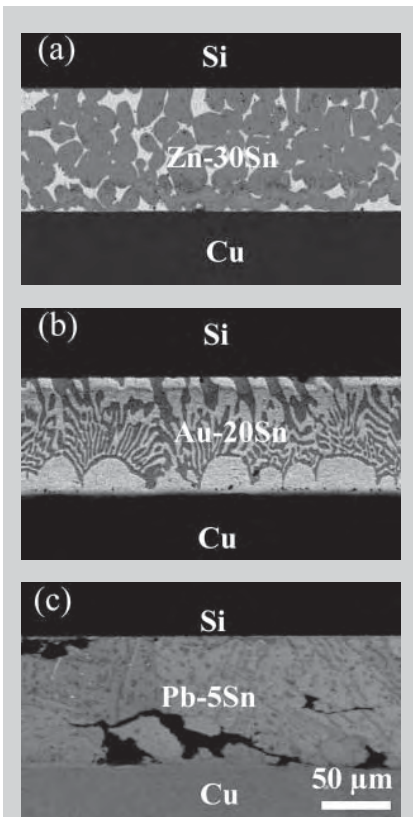 (a)
Si
Zn-30Sn
Cu
(b)
Si
Au-20Sn
Cu
(c)
Si
Pb-5Sn
Cu
50 µm